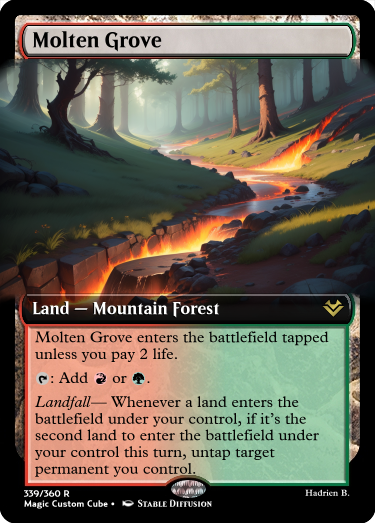 Molten Grove
Land — Mountain Forest
Molten Grove enters the battlefield tapped
unless you pay 2 life.
: Add or .
Landfall— Whenever a land enters the
battlefield under your control, if it's the
second land to enter the battlefield under
your control this turn, untap target
permanent you control.
339/360 R
Hadrien B.
Magic Custom Cube • Stable Diffusion